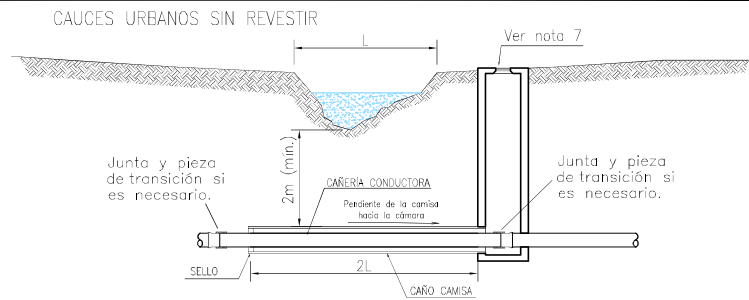 CAUCES URBANOS SIN REVESTIR
L
Ver nota 7
2m (mín.)
Junta y pieza
de transición si
es necesario.
Junta y pieza
de transición si
es necesario.
CAÑERÍA CONDUCTORA
Pendiente de la camisa
hacia la cámara
SELLO
2L
CAÑO CAMISA